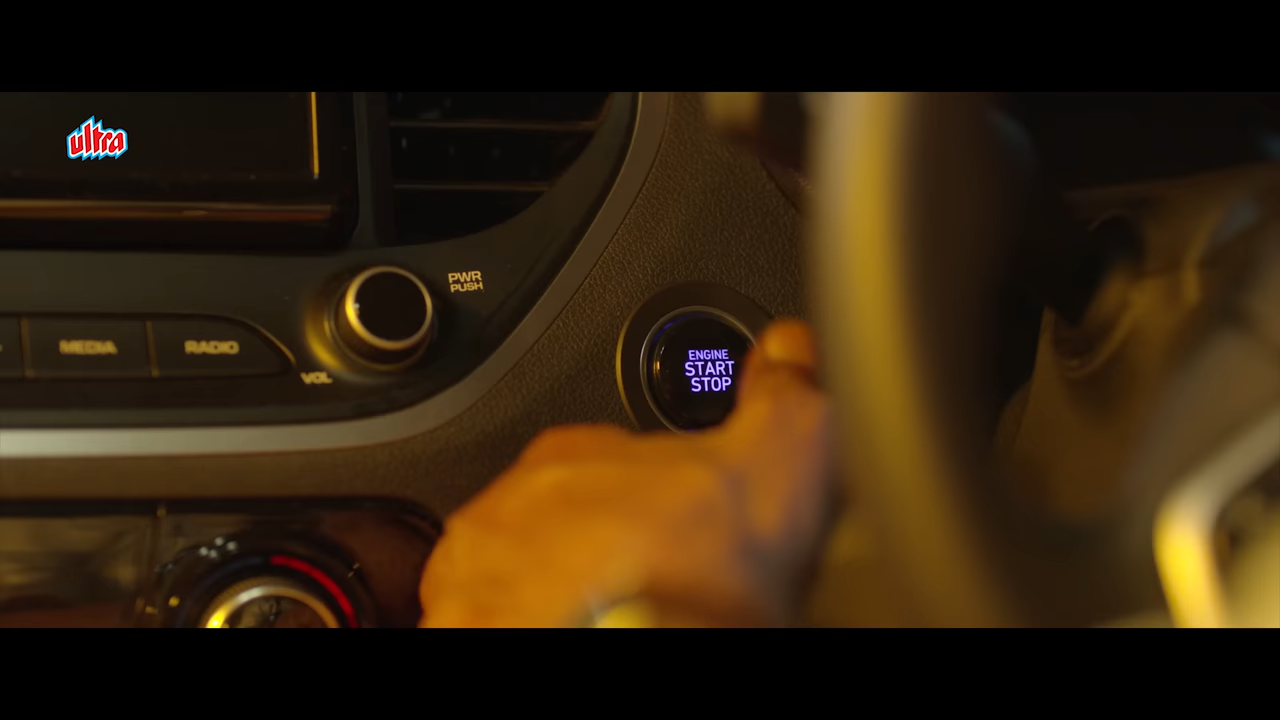 ultra
PWR
PUSH
MEDIA
RADIO
VOL
ENGINE
START
STOP